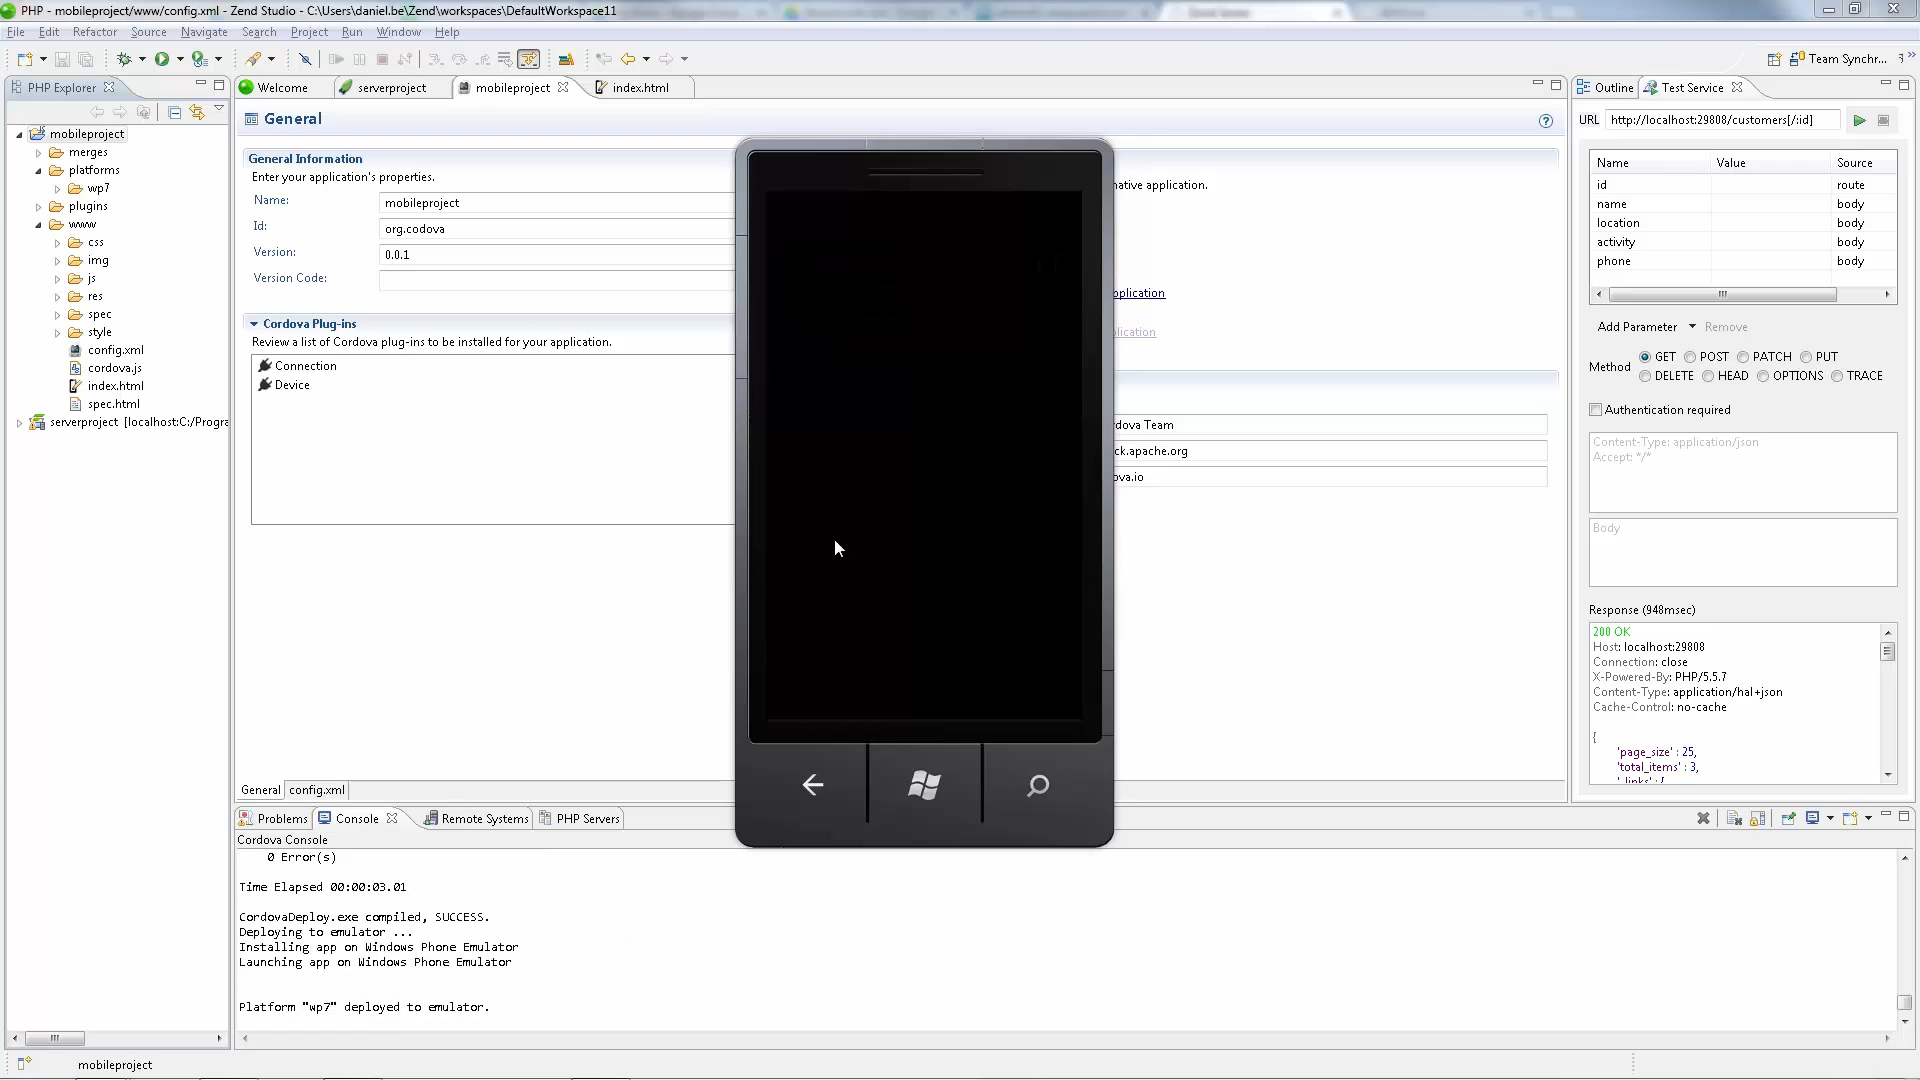 PHP - mobileproject/www/config.xml - Zend Studio - C:\Users\daniel.be\Zend\workspaces\DefaultWorkspace11
File Edit Refactor Source Navigate Search Project Run Window Help
Team Synchr...
PHP Explorer
mobileproject
merges
platforms
wp7
plugins
www
css
img
js
res
spec
style
config.xml
cordova.js
index.html
spec.html
serverproject [localhost:C:/Progra
Welcome serverproject mobileproject index.html
General
General Information
Enter your application's properties.
Name: mobileproject
Id: org.codova
Version: 0.0.1
Version Code:
Cordova Plug-ins
Review a list of Cordova plug-ins to be installed for your application.
Connection
Device
native application.
pplication
lication
dova Team
ck.apache.org
ova.io
General config.xml
Outline Test Service
URL http://localhost:29808/customers[/:id]
Name Value Source
id route
name body
location body
activity body
phone body
Add Parameter Remove
Method GET POST PATCH PUT
DELETE HEAD OPTIONS TRACE
Authentication required
Content-Type: application/json
Accept: */*
Body
Response (948msec)
200 OK
Host: localhost:29808
Connection: close
X-Powered-By: PHP/5.5.7
Content-Type: application/hal+json
Cache-Control: no-cache
{
'page_size' : 25,
'total_items' : 3,
'_links' : {
Problems Console Remote Systems PHP Servers
Cordova Console
0 Error(s)
Time Elapsed 00:00:03.01
CordovaDeploy.exe compiled, SUCCESS.
Deploying to emulator ...
Installing app on Windows Phone Emulator
Launching app on Windows Phone Emulator
Platform "wp7" deployed to emulator.
mobileproject